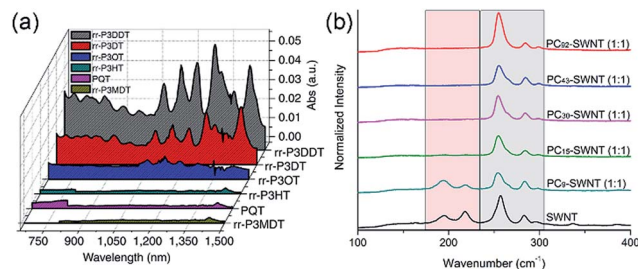 (a)
rr-P3DDT
rr-P3DT
rr-P3OT
rr-P3HT
PQT
rr-P3MDT
0.05
0.04
0.03
0.02
0.01
0.00
Abs (a.u.)
rr-P3DDT
rr-P3DT
rr-P3OT
rr-P3HT
PQT
rr-P3MDT
750 900 1,050 1,200 1,350 1,500
Wavelength (nm)
(b)
Normalized Intensity
PC92-SWNT (1:1)
PC43-SWNT (1:1)
PC30-SWNT (1:1)
PC15-SWNT (1:1)
PC9-SWNT (1:1)
SWNT
100 200 300 400
Wavenumber (cm⁻¹)